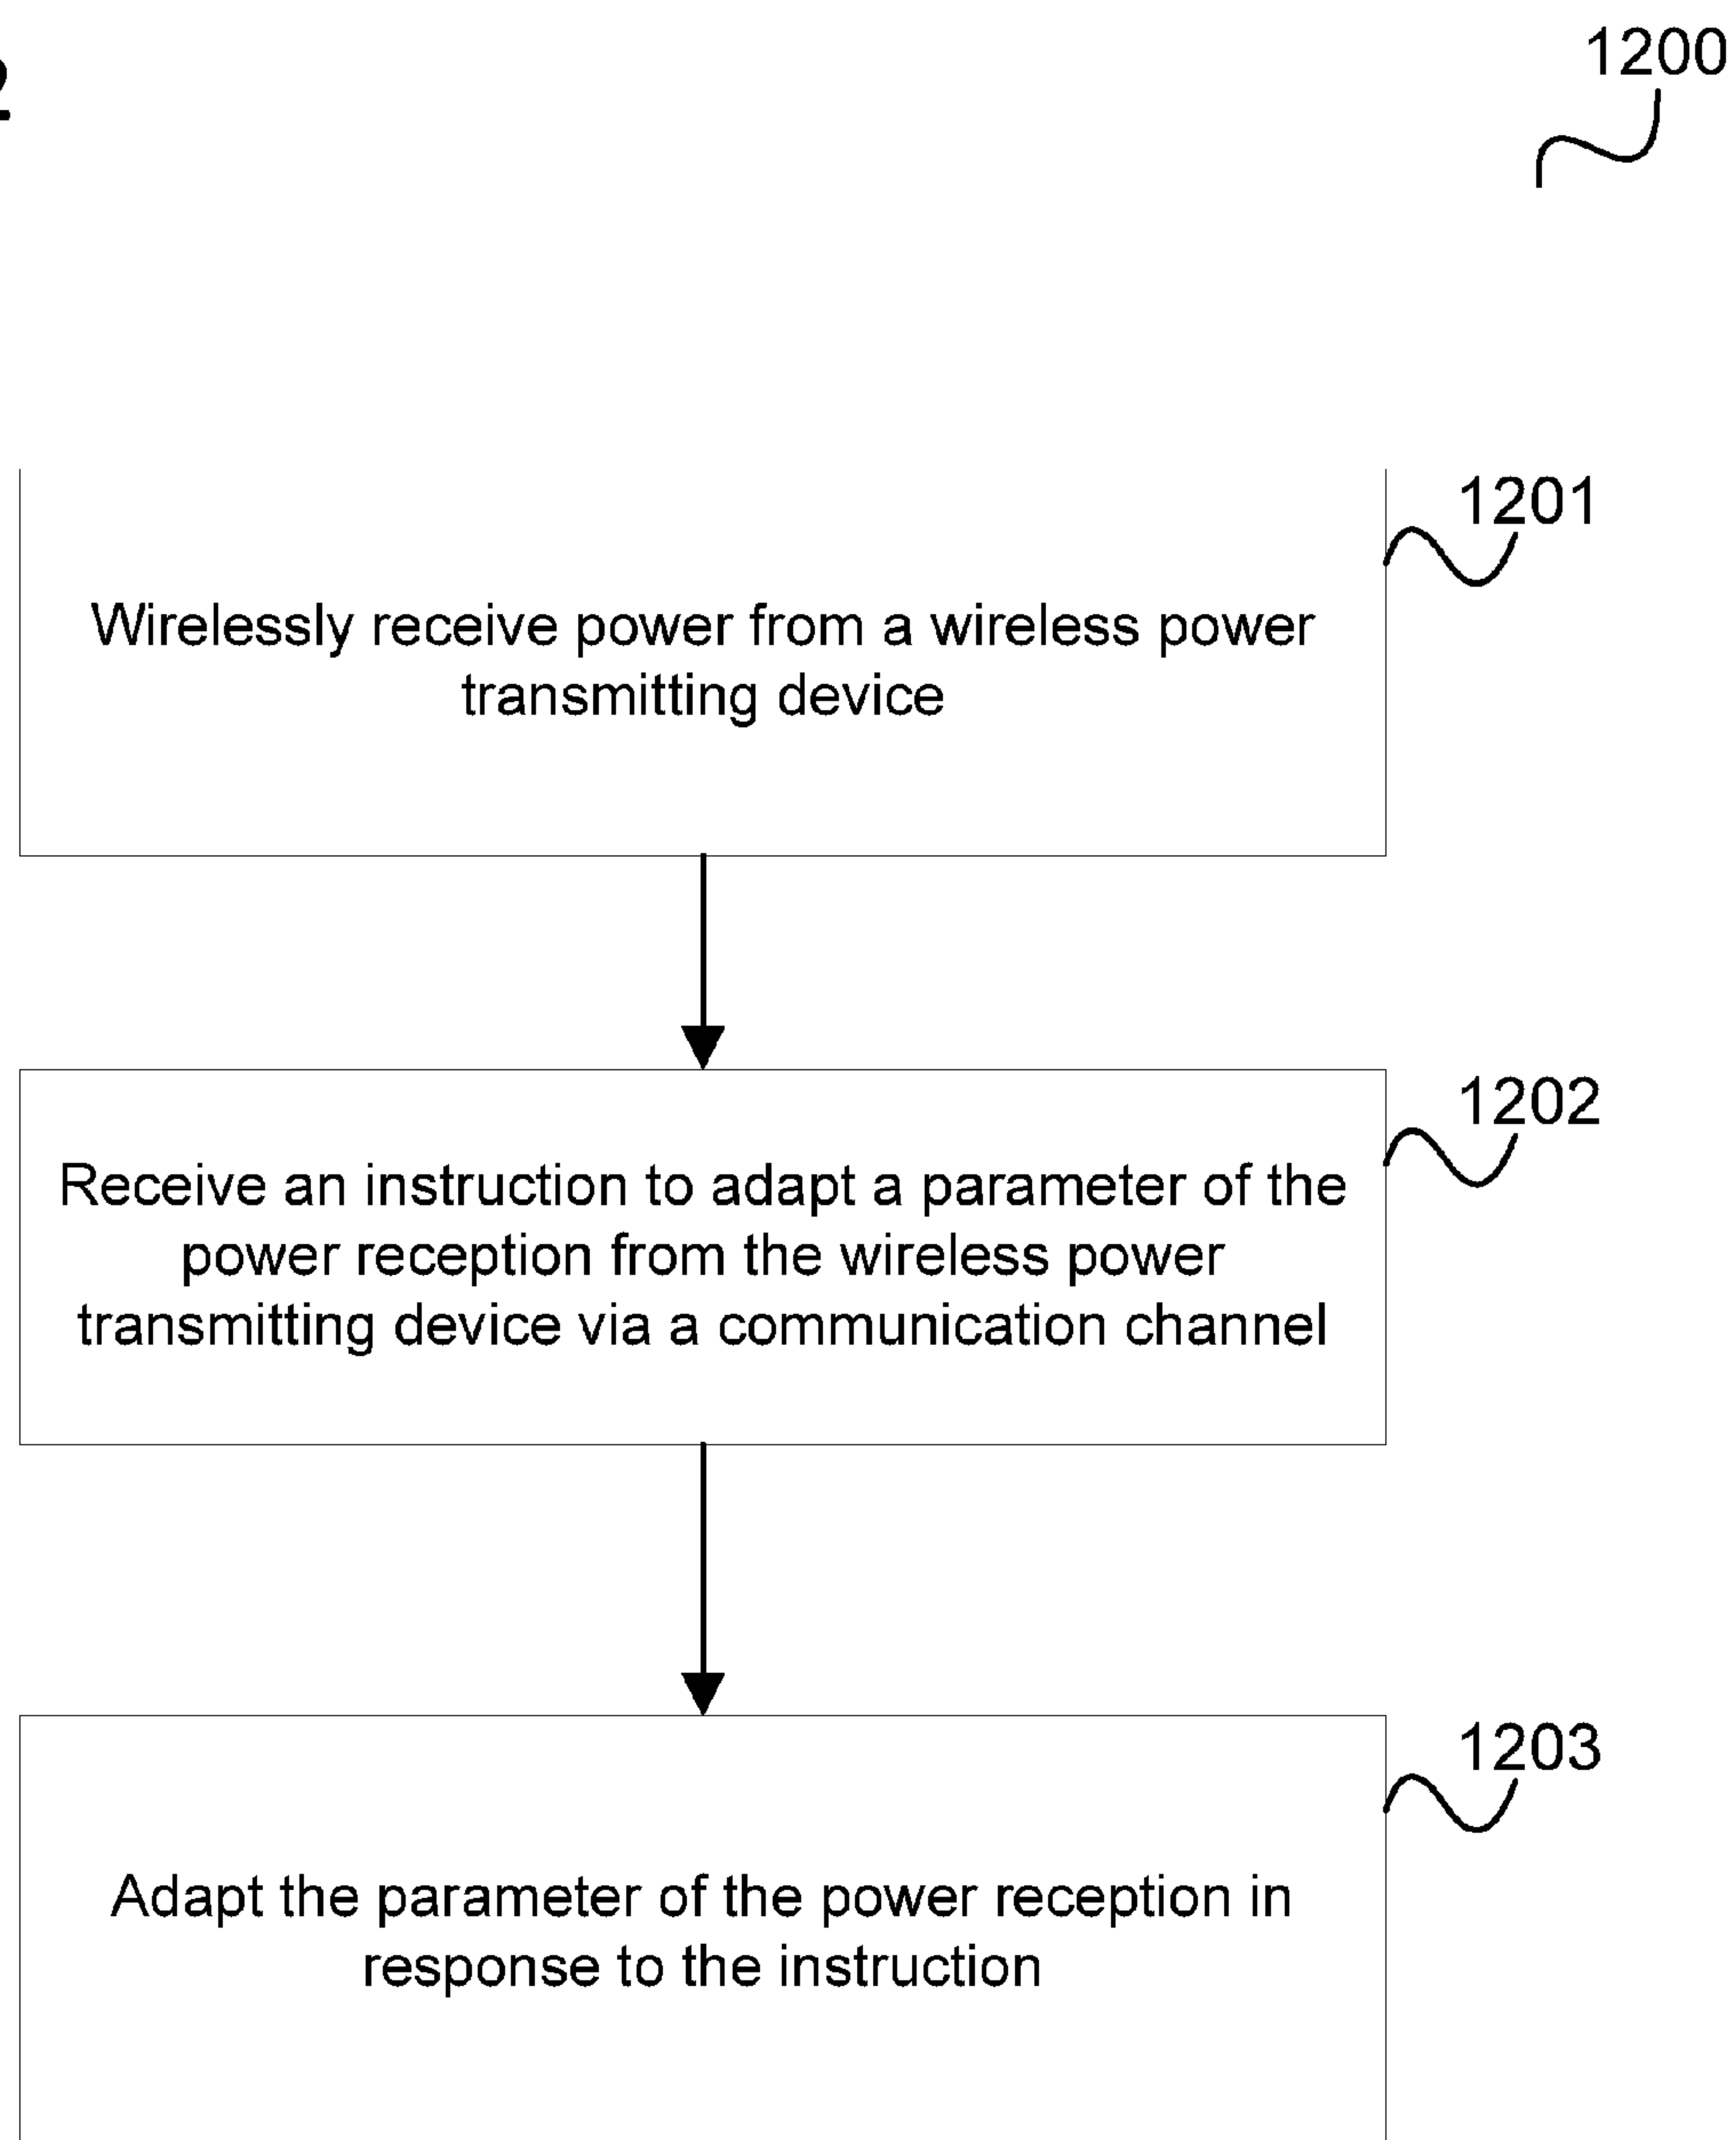 2
1200
1201
Wirelessly receive power from a wireless power
transmitting device
1202
Receive an instruction to adapt a parameter of the
power reception from the wireless power
transmitting device via a communication channel
1203
Adapt the parameter of the power reception in
response to the instruction